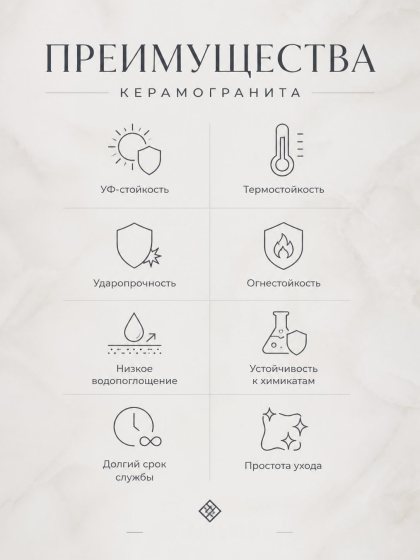 ПРЕИМУЩЕСТВА
КЕРАМОГРАНИТА
УФ-стойкость
Термостойкость
Ударопрочность
Огнестойкость
Низкое
водопоглощение
Устойчивость
к химикатам
Долгий срок
службы
Простота ухода